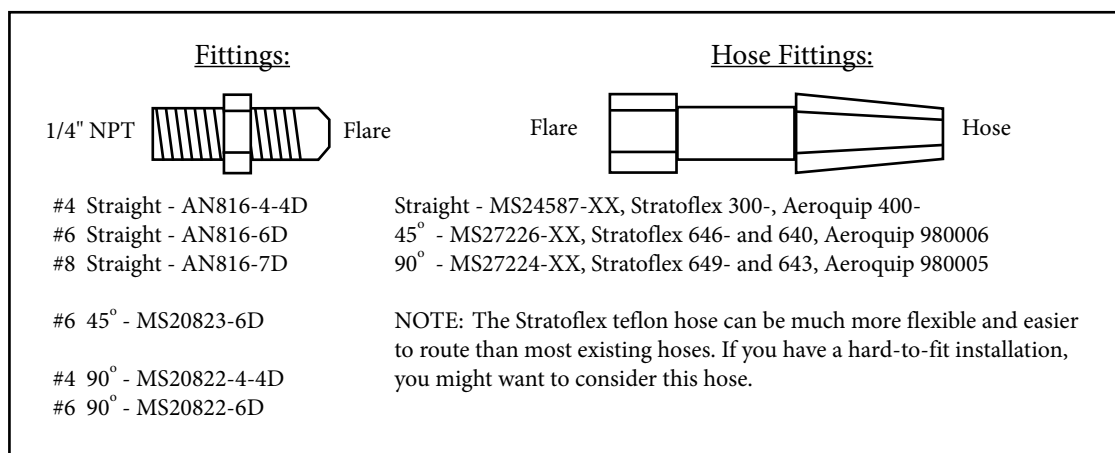 Fittings:
1/4" NPT
Flare
#4 Straight - AN816-4-4D
#6 Straight - AN816-6D
#8 Straight - AN816-7D
#6 45° - MS20823-6D
#4 90° - MS20822-4-4D
#6 90° - MS20822-6D
Hose Fittings:
Flare
Hose
Straight - MS24587-XX, Stratoflex 300-, Aeroquip 400-
45° - MS27226-XX, Stratoflex 646- and 640, Aeroquip 980006
90° - MS27224-XX, Stratoflex 649- and 643, Aeroquip 980005
NOTE: The Stratoflex teflon hose can be much more flexible and easier
to route than most existing hoses. If you have a hard-to-fit installation,
you might want to consider this hose.